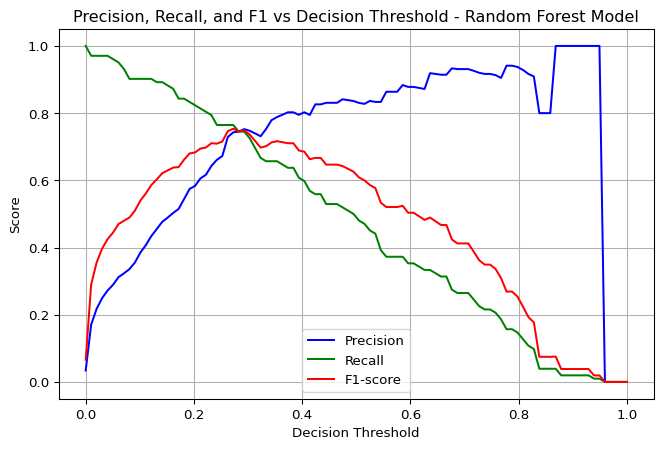 Precision, Recall, and F1 vs Decision Threshold - Random Forest Model
1.0
0.8
0.6
0.4
0.2
0.0
Score
Precision
Recall
F1-score
0.0 0.2 0.4 0.6 0.8 1.0
Decision Threshold